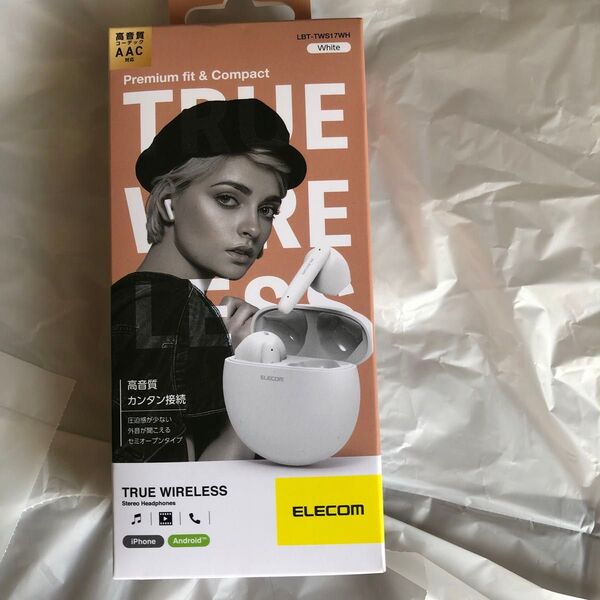 高音質
コーデック
AAC
対応
LBT-TWS17WH
White
Premium fit & Compact
TRUE
WIRE
LESS
ELECOM
高音質
カンタン接続
圧迫感が少ない
外音が聞こえる
セミオープンタイプ
TRUE WIRELESS
Stereo Headphones
iPhone
Android™
ELECOM